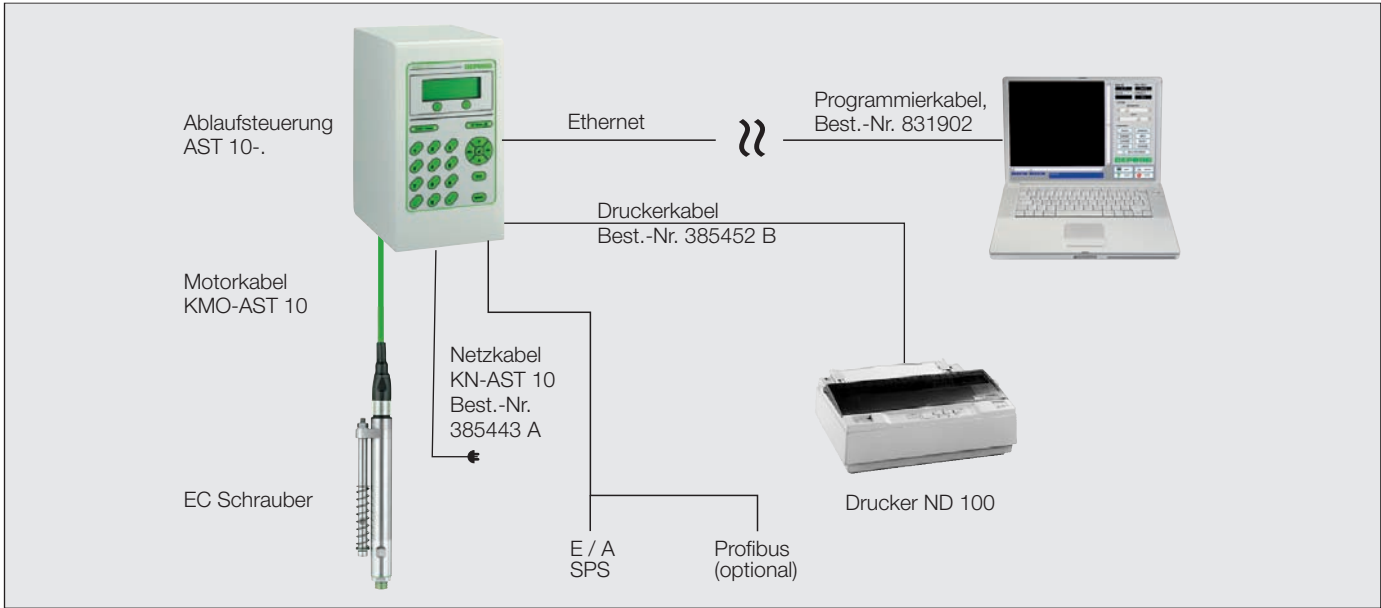 Ablaufsteuerung
AST 10-.
Ethernet
Programmierkabel,
Best.-Nr. 831902
Druckerkabel
Best.-Nr. 385452 B
Motorkabel
KMO-AST 10
Netzkabel
KN-AST 10
Best.-Nr.
385443 A
EC Schrauber
Drucker ND 100
E / A
SPS
Profibus
(optional)